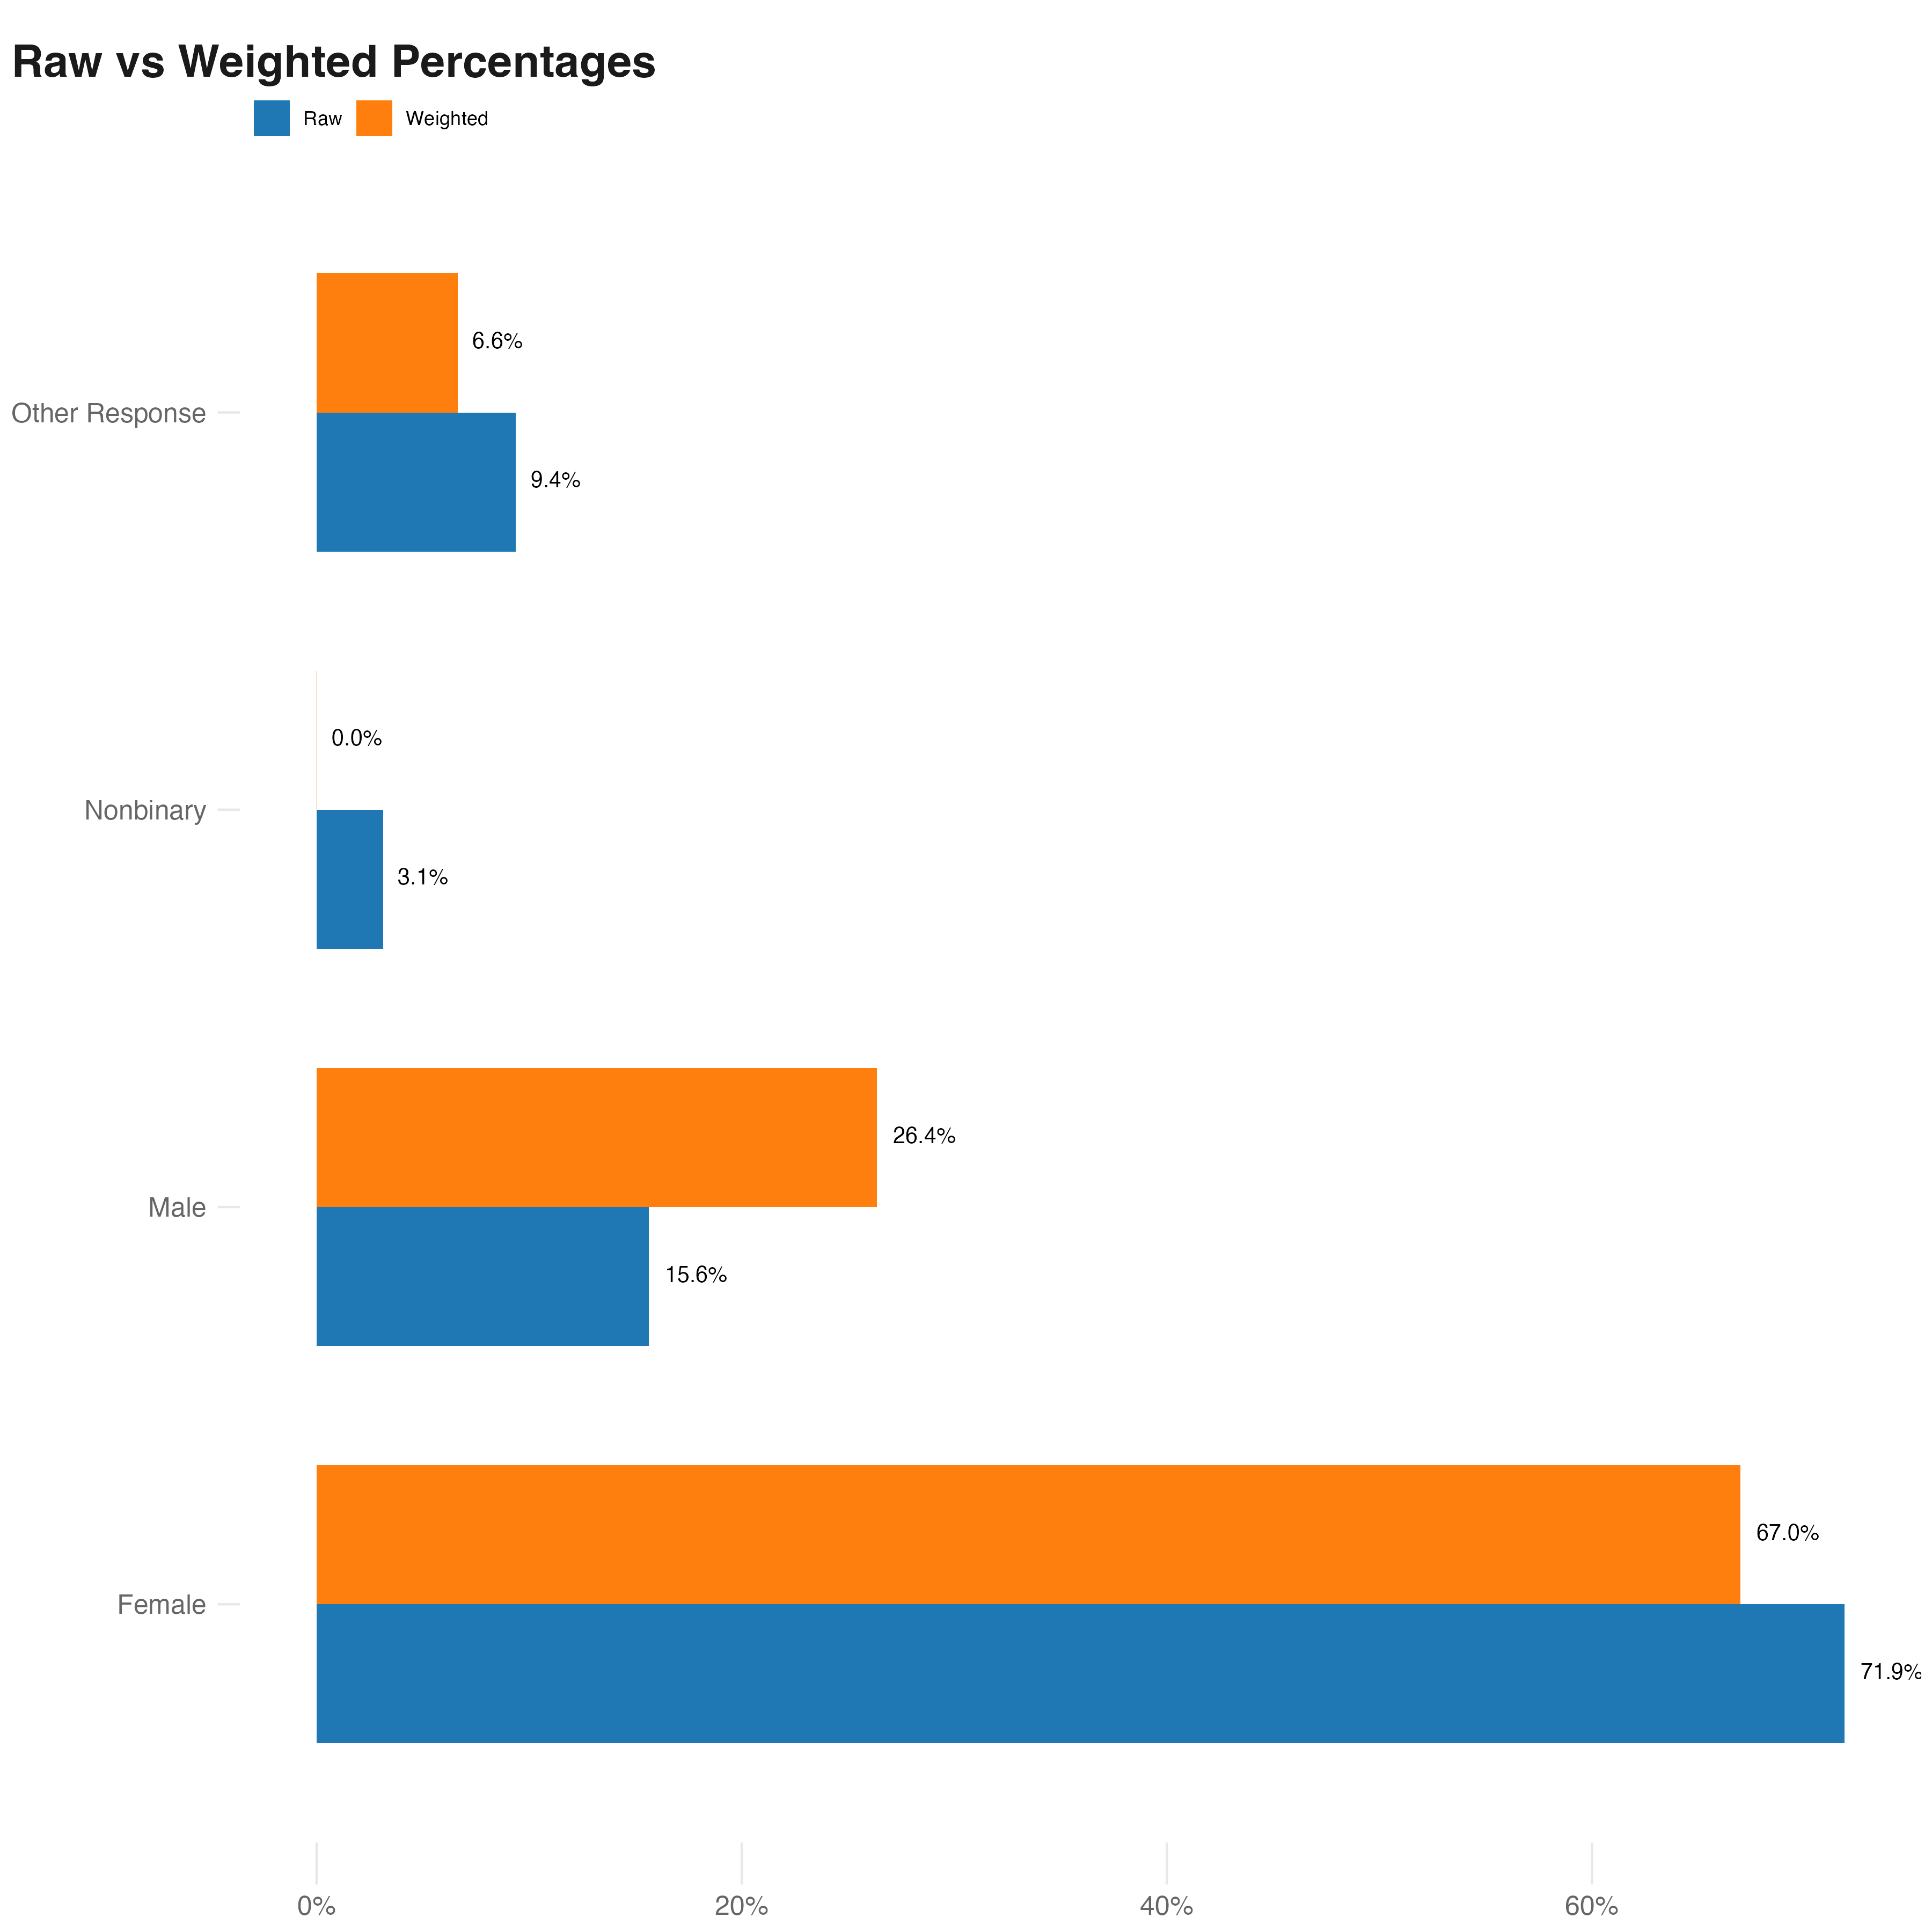 Raw vs Weighted Percentages
Raw Weighted
6.6%
Other Response
9.4%
0.0%
Nonbinary
3.1%
26.4%
Male
15.6%
67.0%
Female
71.9%
0% 20% 40% 60%